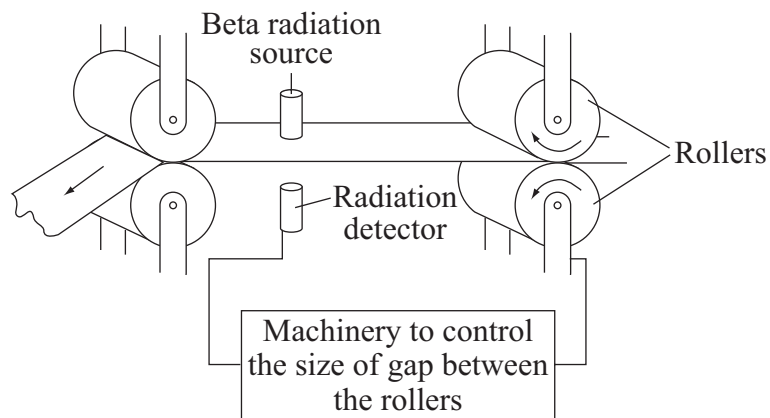 Beta radiation
source
Rollers
Radiation
detector
Machinery to control
the size of gap between
the rollers